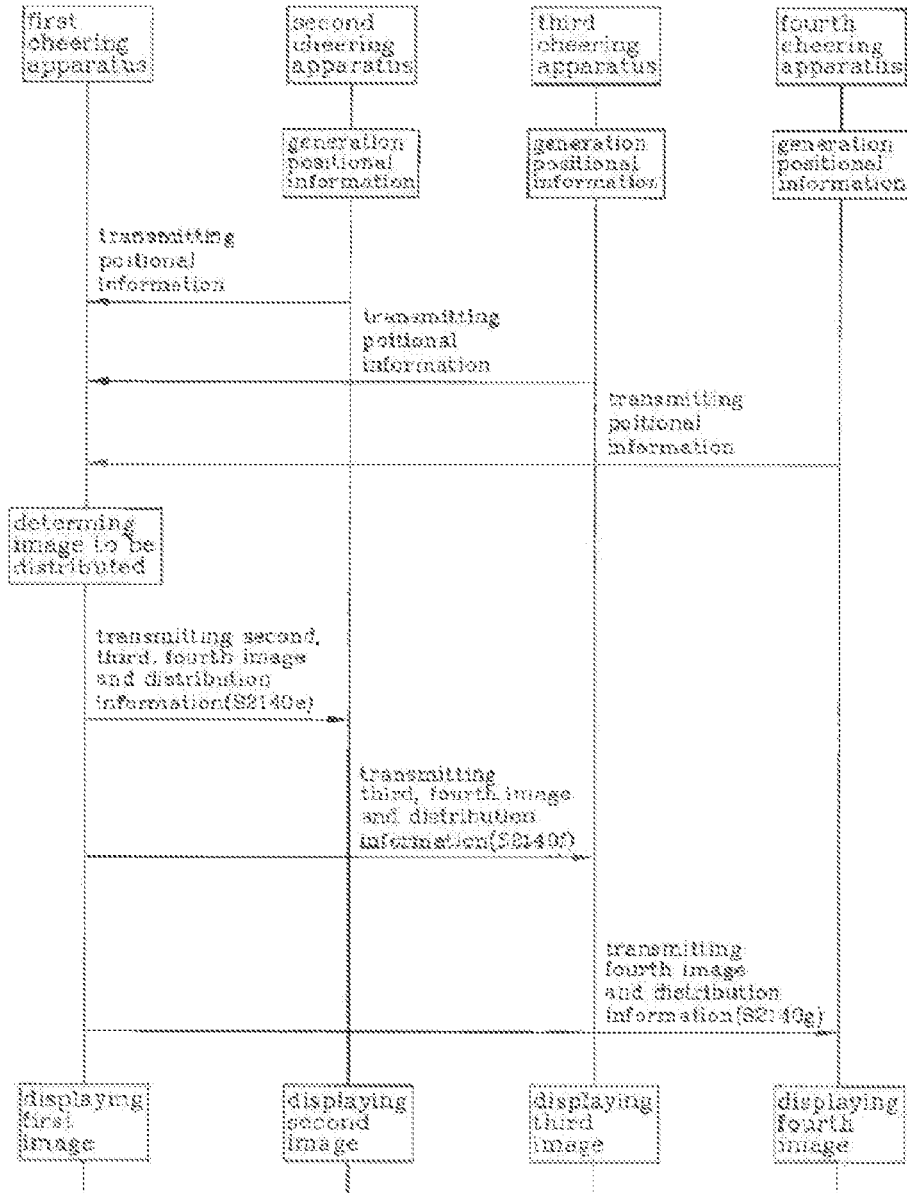 first
cheering
apparatus
second
cheering
apparatus
third
cheering
apparatus
fourth
cheering
apparatus
generation
positional
information
generation
positional
information
generation
positional
information
transmitting
positional
information
transmitting
poitional
information
transmitting
poitional
information
determing
image to be
distributed
transmitting second,
third, fourth image
and distribution
information(S2140e)
transmitting
third, fourth image
and distribution
information(S2140f)
transmitting
fourth image
and distribution
information(S2140g)
displaying
first
image
displaying
second
image
displaying
third
image
displaying
fourth
image